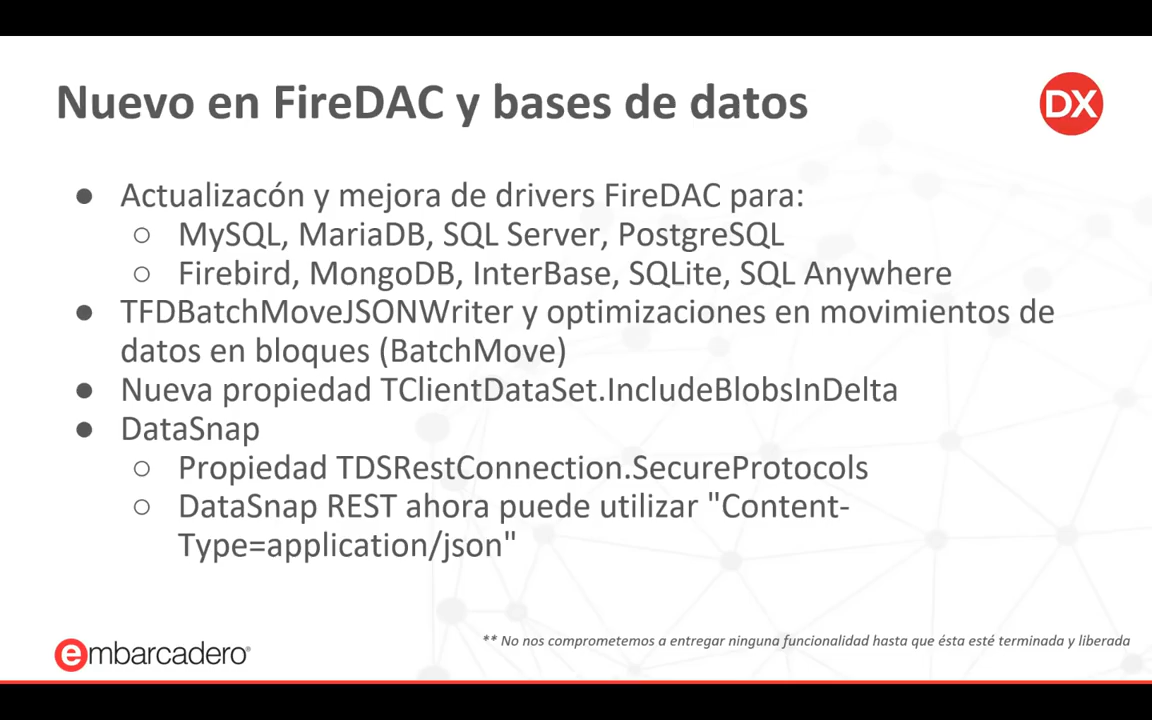 Nuevo en FireDAC y bases de datos
DX
● Actualizacón y mejora de drivers FireDAC para:
○ MySQL, MariaDB, SQL Server, PostgreSQL
○ Firebird, MongoDB, InterBase, SQLite, SQL Anywhere
● TFDBatchMoveJSONWriter y optimizaciones en movimientos de
datos en bloques (BatchMove)
● Nueva propiedad TClientDataSet.IncludeBlobsInDelta
● DataSnap
○ Propiedad TDSRestConnection.SecureProtocols
○ DataSnap REST ahora puede utilizar "Content-
Type=application/json"
** No nos comprometemos a entregar ninguna funcionalidad hasta que ésta esté terminada y liberada
embarcadero®